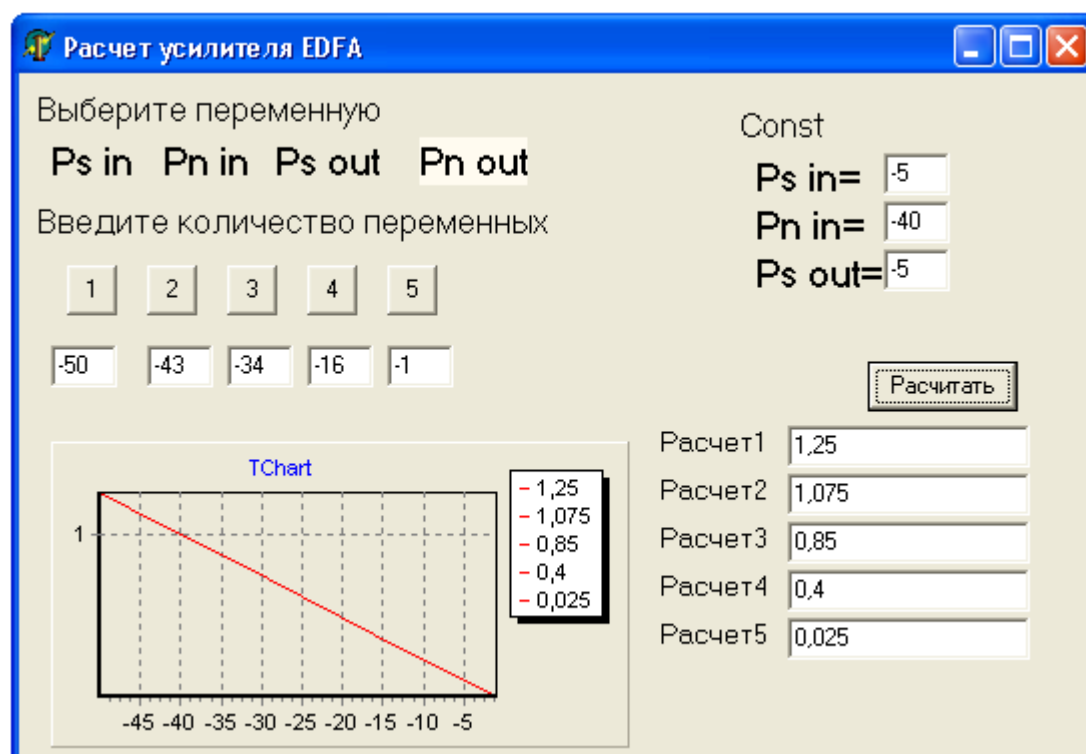 Расчет усилителя EDFA
Выберите переменную
Ps in Pn in Ps out Pn out
Введите количество переменных
1 2 3 4 5
-50 -43 -34 -16 -1
Const
Ps in= -5
Pn in= -40
Ps out= -5
Расчитать
TChart
1
-45 -40 -35 -30 -25 -20 -15 -10 -5
1,25
1,075
0,85
0,4
0,025
Расчет1 1,25
Расчет2 1,075
Расчет3 0,85
Расчет4 0,4
Расчет5 0,025